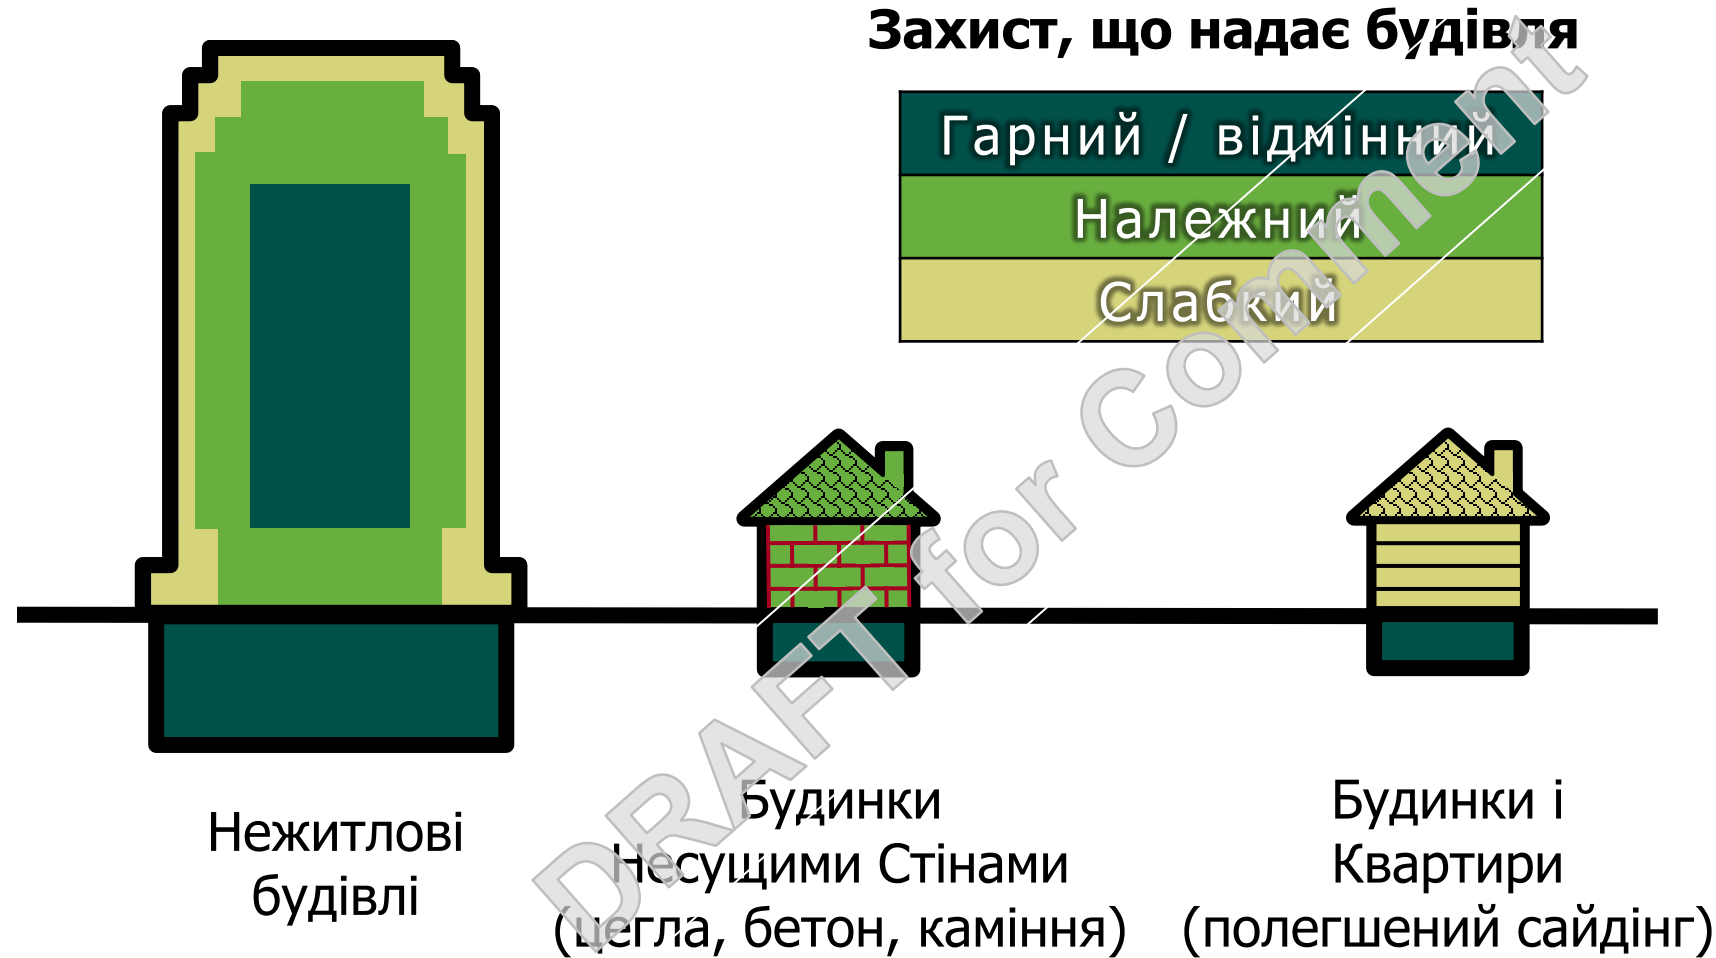 Захист, що надає будівля
Гарний / відмінний
Належний
Слабкий
Нежитлові
будівлі
Будинки
Несущими Стінами
(цегла, бетон, каміння)
Будинки і
Квартири
(полегшений сайдінг)
DRAFT for Comment